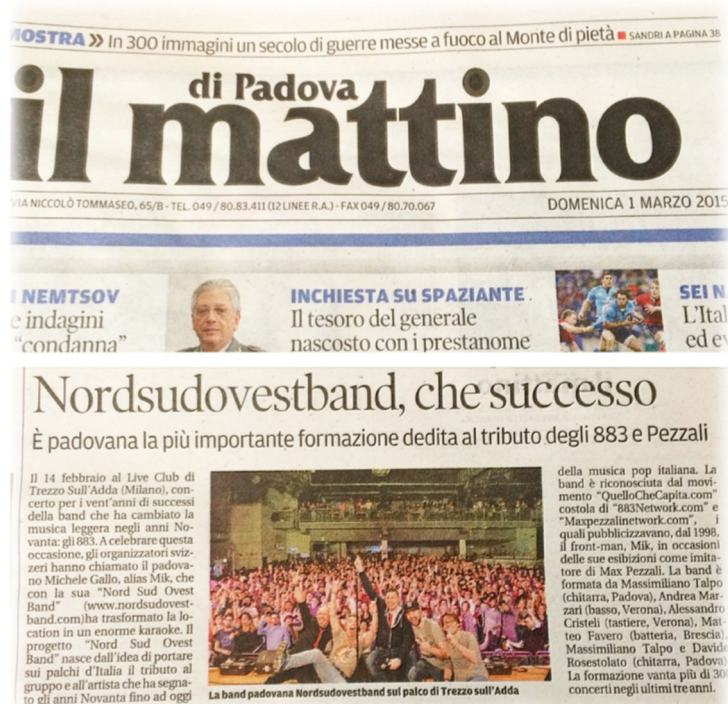 MOSTRA » In 300 immagini un secolo di guerre messe a fuoco al Monte di pietà ■ SANDRI A PAGINA 38
il mattino
di Padova
VIA NICCOLÒ TOMMASEO, 65/B - TEL. 049 / 80.83.411 (12 LINEE R.A.) - FAX 049 / 80.70.067
DOMENICA 1 MARZO 2015
I NEMTSOV
e indagini
"condanna"
INCHIESTA SU SPAZIANTE
Il tesoro del generale
nascosto con i prestanome
SEI N
L'Ital
ed ev
Nordsudovestband, che successo
È padovana la più importante formazione dedita al tributo degli 883 e Pezzali
Il 14 febbraio al Live Club di
Trezzo Sull'Adda (Milano), con-
certo per i vent'anni di successi
della band che ha cambiato la
musica leggera negli anni No-
vanta: gli 883. A celebrare questa
occasione, gli organizzatori sviz-
zeri hanno chiamato il padova-
no Michele Gallo, alias Mik, che
con la sua "Nord Sud Ovest
Band" (www.nordsudovest-
band.com)ha trasformato la lo-
cation in un enorme karaoke. Il
progetto "Nord Sud Ovest
Band" nasce dall'idea di portare
sui palchi d'Italia il tributo al
gruppo e all'artista che ha segna-
to gli anni Novanta fino ad oggi
La band padovana Nordsudovestband sul palco di Trezzo sull'Adda
della musica pop italiana. La
band è riconosciuta dal movi-
mento "QuelloCheCapita.com"
costola di "883Network.com" e
"Maxpezzalinetwork.com",
quali pubblicizzavano, dal 1998,
il front-man, Mik, in occasioni
delle sue esibizioni come imita-
tore di Max Pezzali. La band è
formata da Massimiliano Talpo
(chitarra, Padova), Andrea Mar-
zari (basso, Verona), Alessandro
Cristeli (tastiere, Verona), Mat-
teo Favero (batteria, Brescia)
Massimiliano Talpo e Davide
Rosestolato (chitarra, Padova)
La formazione vanta più di 30
concerti negli ultimi tre anni.